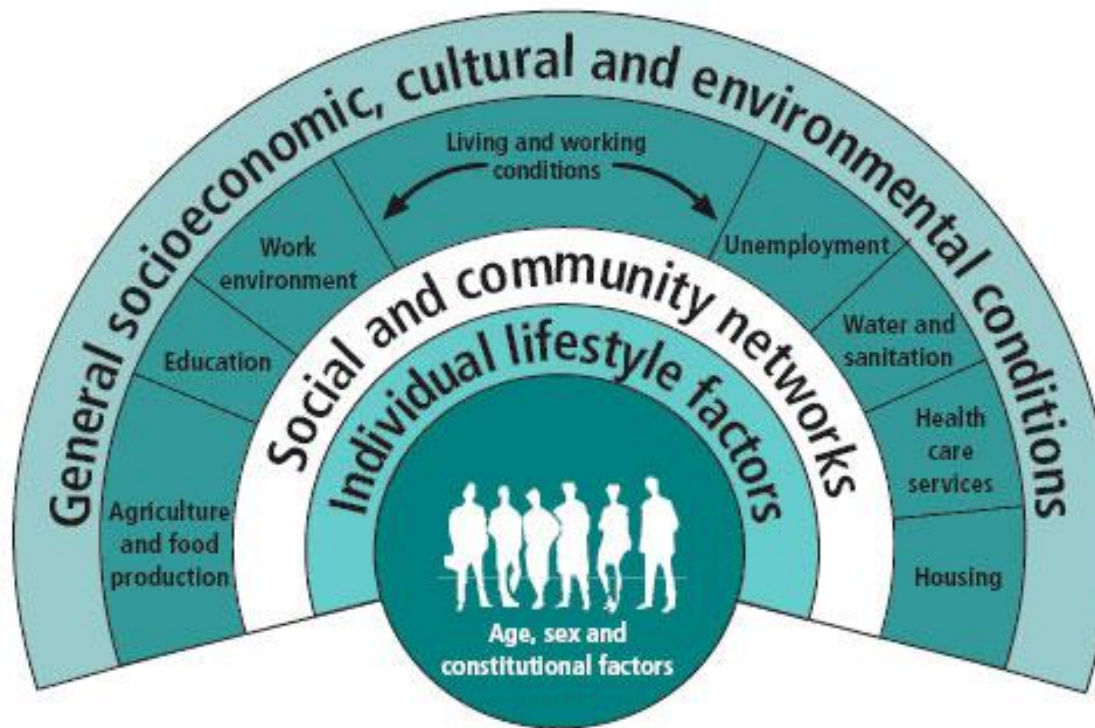 General socioeconomic, cultural and environmental conditions
Living and working
conditions
Work
environment
Unemployment
Education
Water and
sanitation
Agriculture
and food
production
Health
care
services
Housing
Social and community networks
Individual lifestyle factors
Age, sex and
constitutional factors